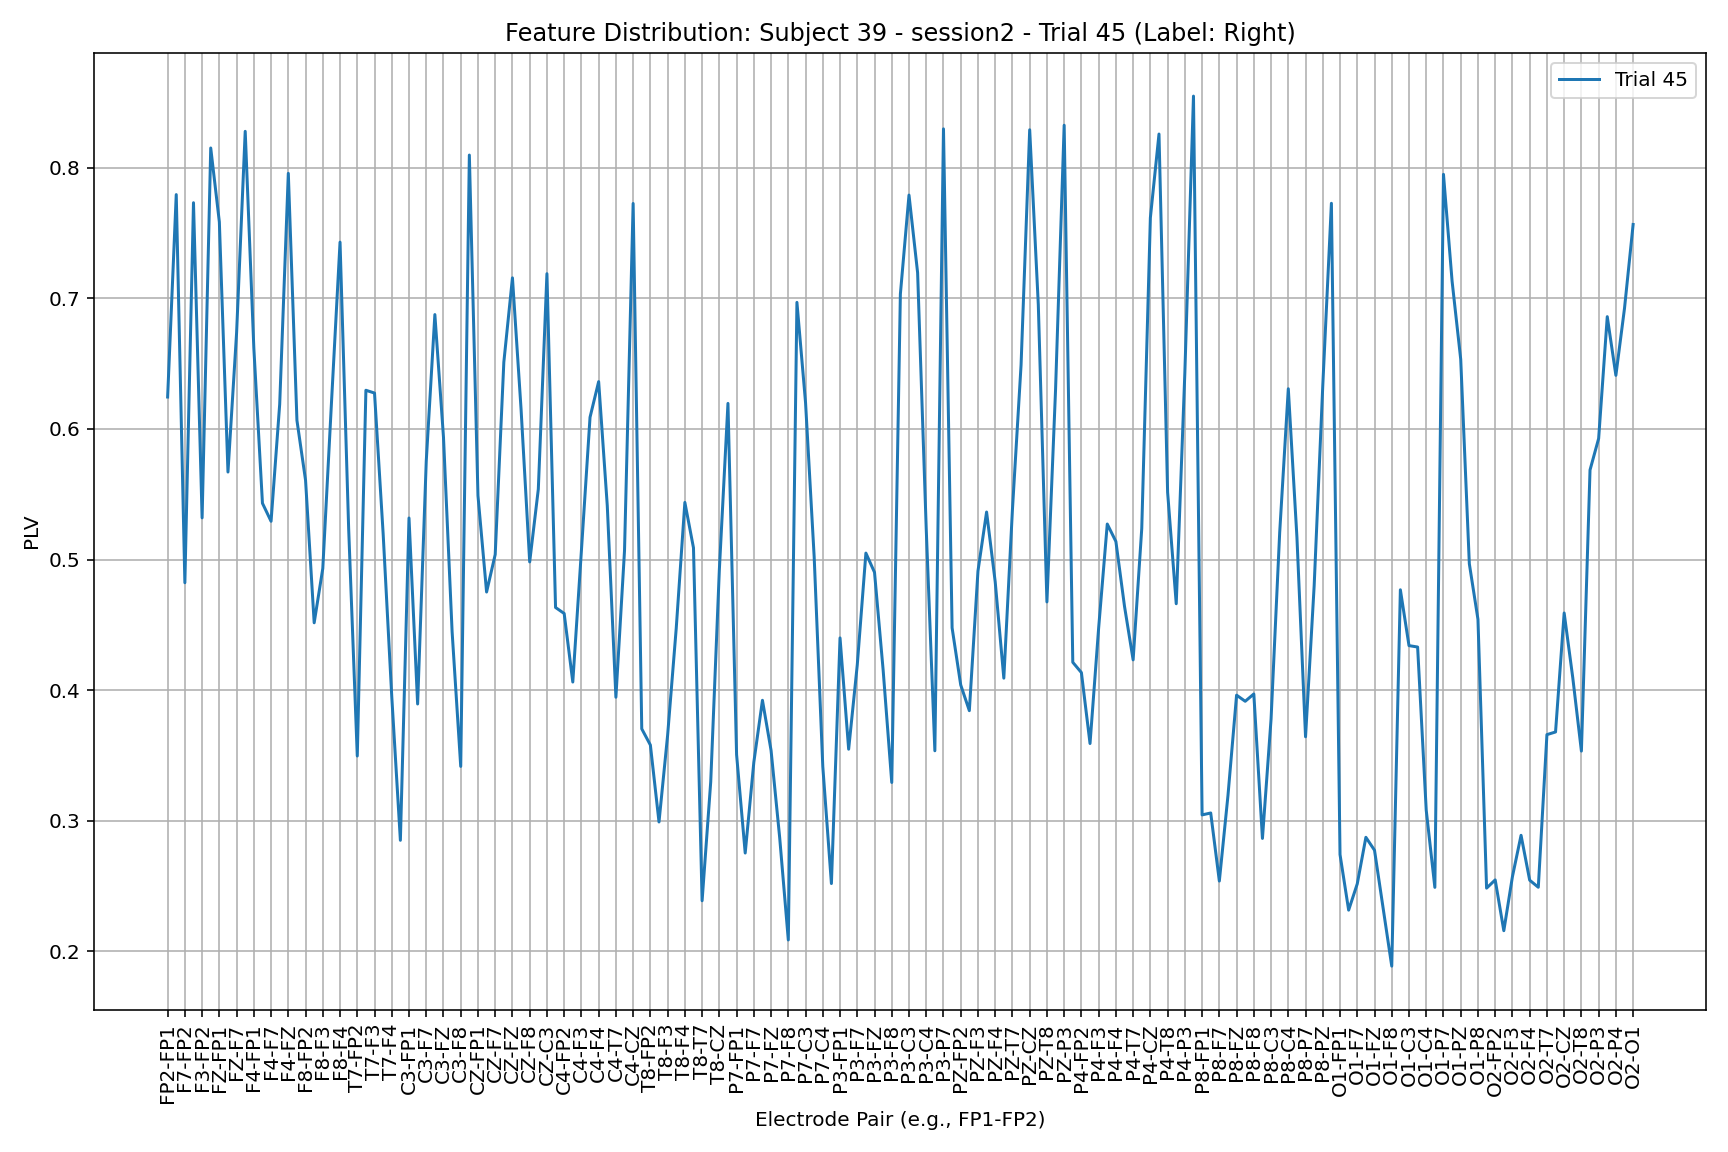 Feature Distribution: Subject 39 - session2 - Trial 45 (Label: Right)
Trial 45
PLV
0.8
0.7
0.6
0.5
0.4
0.3
0.2
FP2-FP1
F7-FP2
F3-FP2
FZ-FP1
FZ-F7
F4-FP1
F4-F7
F4-FZ
F8-FP2
F8-F3
F8-F4
T7-FP2
T7-F3
T7-F4
C3-FP1
C3-F7
C3-FZ
C3-F8
CZ-FP1
CZ-F7
CZ-FZ
CZ-F8
CZ-C3
C4-FP2
C4-F3
C4-F4
C4-T7
C4-CZ
T8-FP2
T8-F3
T8-F4
T8-T7
T8-CZ
P7-FP1
P7-F7
P7-FZ
P7-F8
P7-C3
P7-C4
P3-FP1
P3-F7
P3-FZ
P3-F8
P3-C3
P3-C4
P3-P7
PZ-FP2
PZ-F3
PZ-F4
PZ-T7
PZ-CZ
PZ-T8
PZ-P3
P4-FP2
P4-F3
P4-F4
P4-T7
P4-CZ
P4-T8
P4-P3
P8-FP1
P8-F7
P8-FZ
P8-F8
P8-C3
P8-C4
P8-P7
P8-PZ
O1-FP1
O1-F7
O1-FZ
O1-F8
O1-C3
O1-C4
O1-P7
O1-PZ
O1-P8
O2-FP2
O2-F3
O2-F4
O2-T7
O2-CZ
O2-T8
O2-P3
O2-P4
O2-O1
Electrode Pair (e.g., FP1-FP2)